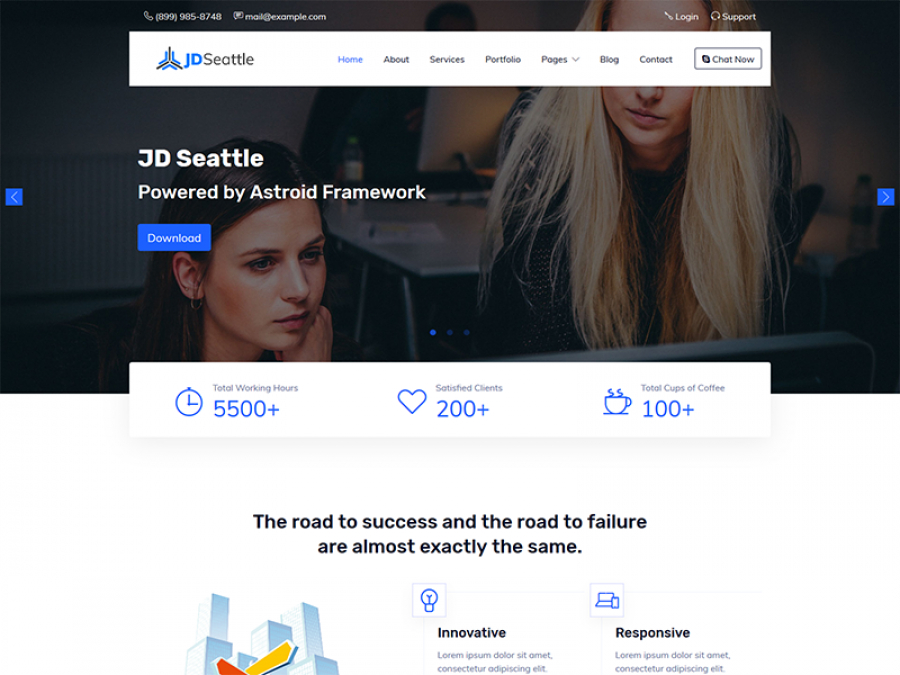 (899) 985-8748 mail@example.com Login Support
JDSeattle Home About Services Portfolio Pages Blog Contact Chat Now
JD Seattle
Powered by Astroid Framework
Download
Total Working Hours
5500+
Satisfied Clients
200+
Total Cups of Coffee
100+
The road to success and the road to failure
are almost exactly the same.
Innovative
Lorem ipsum dolor sit amet,
consectetur adipiscing elit.
Responsive
Lorem ipsum dolor sit amet,
consectetur adipiscing elit.